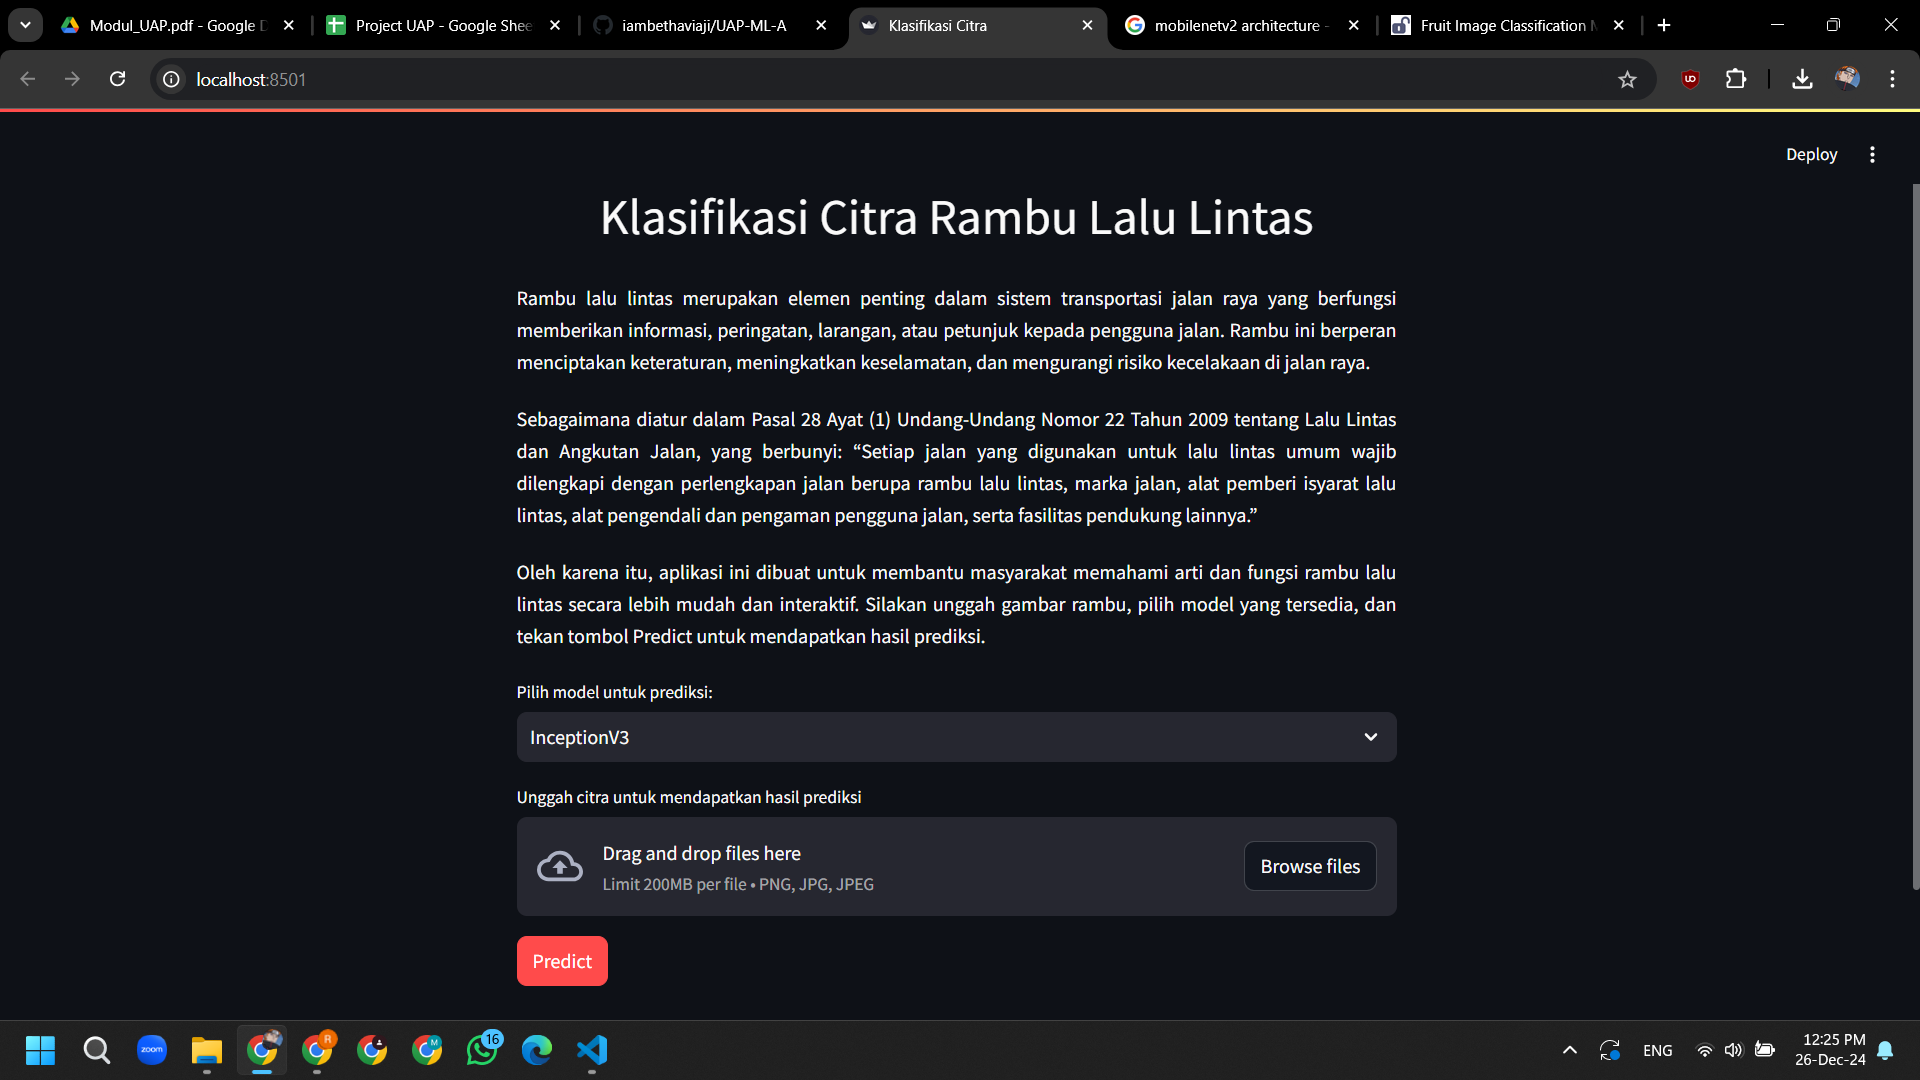 Modul_UAP.pdf - Google D
Project UAP - Google Shee
iambethaviaji/UAP-ML-A
Klasifikasi Citra
mobilenetv2 architecture -
Fruit Image Classification M
localhost:8501
Deploy
Klasifikasi Citra Rambu Lalu Lintas
Rambu lalu lintas merupakan elemen penting dalam sistem transportasi jalan raya yang berfungsi
memberikan informasi, peringatan, larangan, atau petunjuk kepada pengguna jalan. Rambu ini berperan
menciptakan keteraturan, meningkatkan keselamatan, dan mengurangi risiko kecelakaan di jalan raya.
Sebagaimana diatur dalam Pasal 28 Ayat (1) Undang-Undang Nomor 22 Tahun 2009 tentang Lalu Lintas
dan Angkutan Jalan, yang berbunyi: “Setiap jalan yang digunakan untuk lalu lintas umum wajib
dilengkapi dengan perlengkapan jalan berupa rambu lalu lintas, marka jalan, alat pemberi isyarat lalu
lintas, alat pengendali dan pengaman pengguna jalan, serta fasilitas pendukung lainnya.”
Oleh karena itu, aplikasi ini dibuat untuk membantu masyarakat memahami arti dan fungsi rambu lalu
lintas secara lebih mudah dan interaktif. Silakan unggah gambar rambu, pilih model yang tersedia, dan
tekan tombol Predict untuk mendapatkan hasil prediksi.
Pilih model untuk prediksi:
InceptionV3
Unggah citra untuk mendapatkan hasil prediksi
Drag and drop files here
Limit 200MB per file • PNG, JPG, JPEG
Browse files
Predict
zoom
R
M
16
ENG
12:25 PM
26-Dec-24